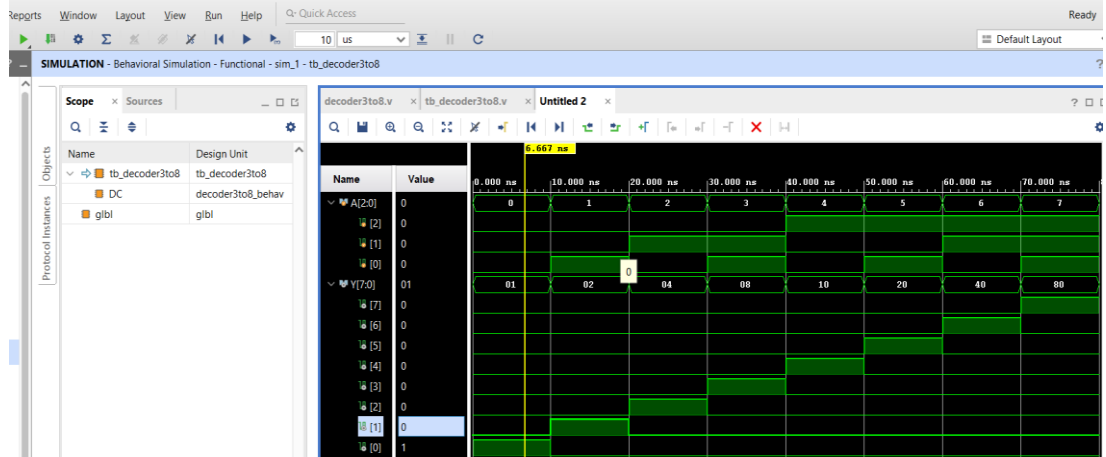 Reports Window Layout View Run Help Q- Quick Access Ready
10 us Default Layout
SIMULATION - Behavioral Simulation - Functional - sim_1 - tb_decoder3to8 ?
Scope × Sources
Name Design Unit
tb_decoder3to8 tb_decoder3to8
DC decoder3to8_behav
glbl glbl
Objects
Protocol Instances
decoder3to8.v × tb_decoder3to8.v × Untitled 2 × ?
6.667 ns
Name Value 0.000 ns 10.000 ns 20.000 ns 30.000 ns 40.000 ns 50.000 ns 60.000 ns 70.000 ns
A[2:0] 0 0 1 2 3 4 5 6 7
[2] 0
[1] 0
[0] 0
0
Y[7:0] 01 01 02 04 08 10 20 40 80
[7] 0
[6] 0
[5] 0
[4] 0
[3] 0
[2] 0
[1] 0
[0] 1